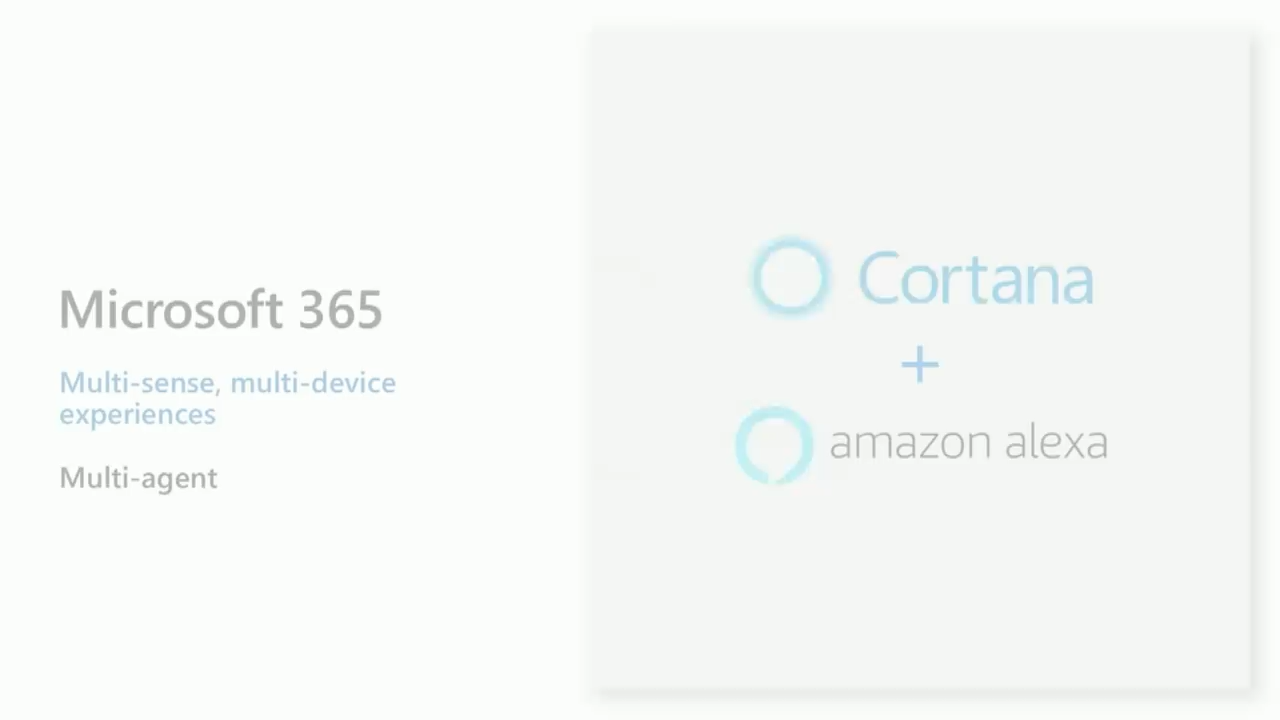 Microsoft 365
Multi-sense, multi-device
experiences
Multi-agent
Cortana
+
amazon alexa